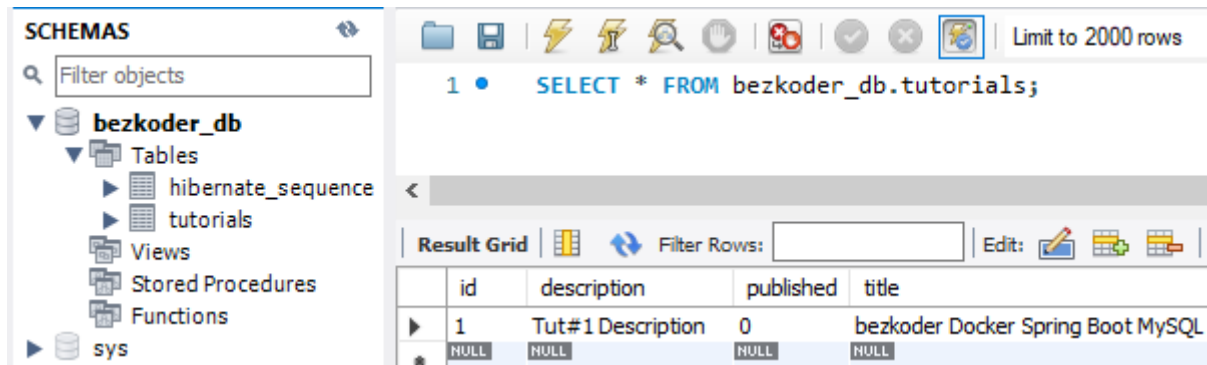 SCHEMAS
Filter objects
bezkoder_db
Tables
hibernate_sequence
tutorials
Views
Stored Procedures
Functions
sys
Limit to 2000 rows
1 SELECT * FROM bezkoder_db.tutorials;
Result Grid Filter Rows: Edit:
id description published title
1 Tut#1 Description 0 bezkoder Docker Spring Boot MySQL
NULL NULL NULL NULL